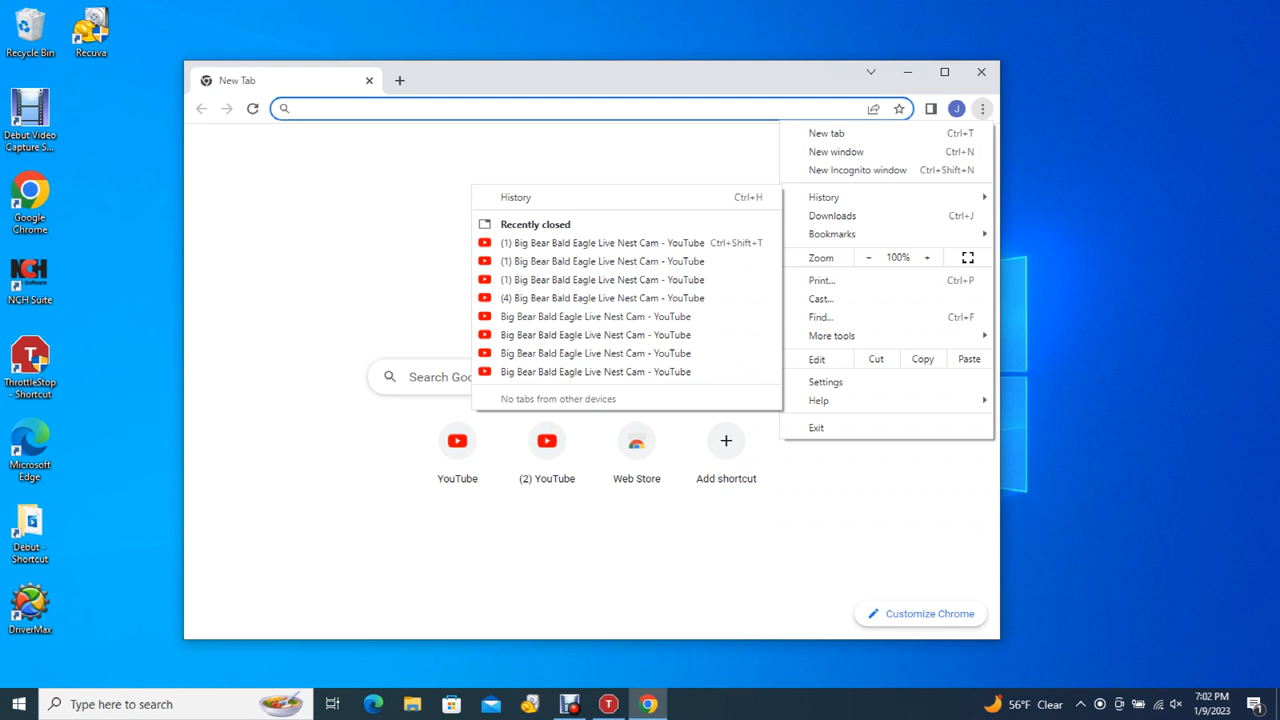 Recycle Bin
Recuva
Debut Video
Capture S...
Google
Chrome
NCH
Software
NCH Suite
T
ThrottleStop
- Shortcut
Microsoft
Edge
Debut -
Shortcut
DriverMax
New Tab
J
New tab Ctrl+T
New window Ctrl+N
New Incognito window Ctrl+Shift+N
History
Downloads Ctrl+J
Bookmarks
Zoom - 100% +
Print... Ctrl+P
Cast...
Find... Ctrl+F
More tools
Edit Cut Copy Paste
Settings
Help
Exit
History Ctrl+H
Recently closed
(1) Big Bear Bald Eagle Live Nest Cam - YouTube Ctrl+Shift+T
(1) Big Bear Bald Eagle Live Nest Cam - YouTube
(1) Big Bear Bald Eagle Live Nest Cam - YouTube
(4) Big Bear Bald Eagle Live Nest Cam - YouTube
Big Bear Bald Eagle Live Nest Cam - YouTube
Big Bear Bald Eagle Live Nest Cam - YouTube
Big Bear Bald Eagle Live Nest Cam - YouTube
Big Bear Bald Eagle Live Nest Cam - YouTube
No tabs from other devices
Search Goo
YouTube
(2) YouTube
Web Store
Add shortcut
Customize Chrome
Type here to search
T
56°F Clear
7:02 PM
1/9/2023
1